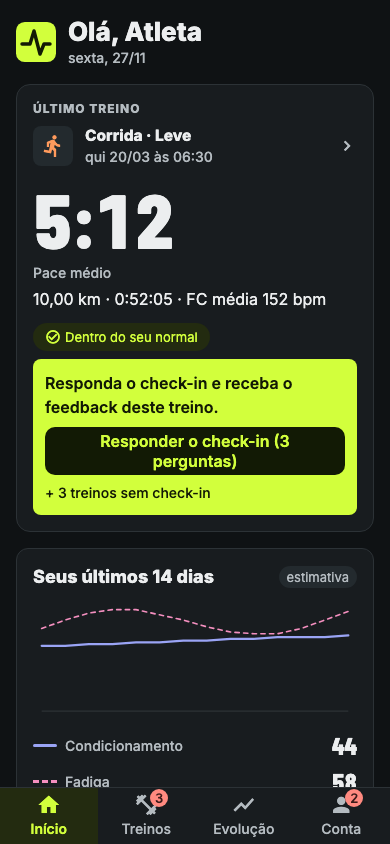 Olá, Atleta
sexta, 27/11
ÚLTIMO TREINO
Corrida · Leve
qui 20/03 às 06:30
5:12
Pace médio
10,00 km · 0:52:05 · FC média 152 bpm
Dentro do seu normal
Responda o check-in e receba o
feedback deste treino.
Responder o check-in (3
perguntas)
+ 3 treinos sem check-in
Seus últimos 14 dias
estimativa
Condicionamento
44
Fadiga
58
3
2
Início
Treinos
Evolução
Conta